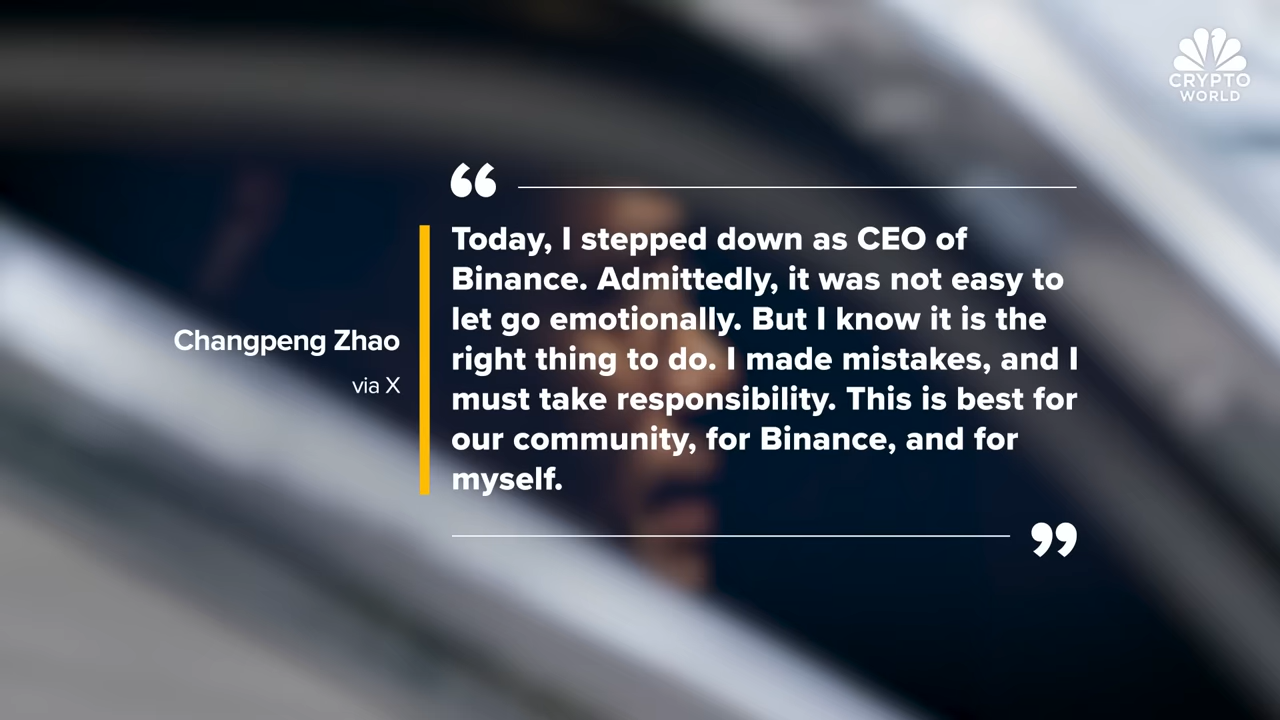 CRYPTO
WORLD
“
Today, I stepped down as CEO of
Binance. Admittedly, it was not easy to
let go emotionally. But I know it is the
right thing to do. I made mistakes, and I
must take responsibility. This is best for
our community, for Binance, and for
myself.
”
Changpeng Zhao
via X